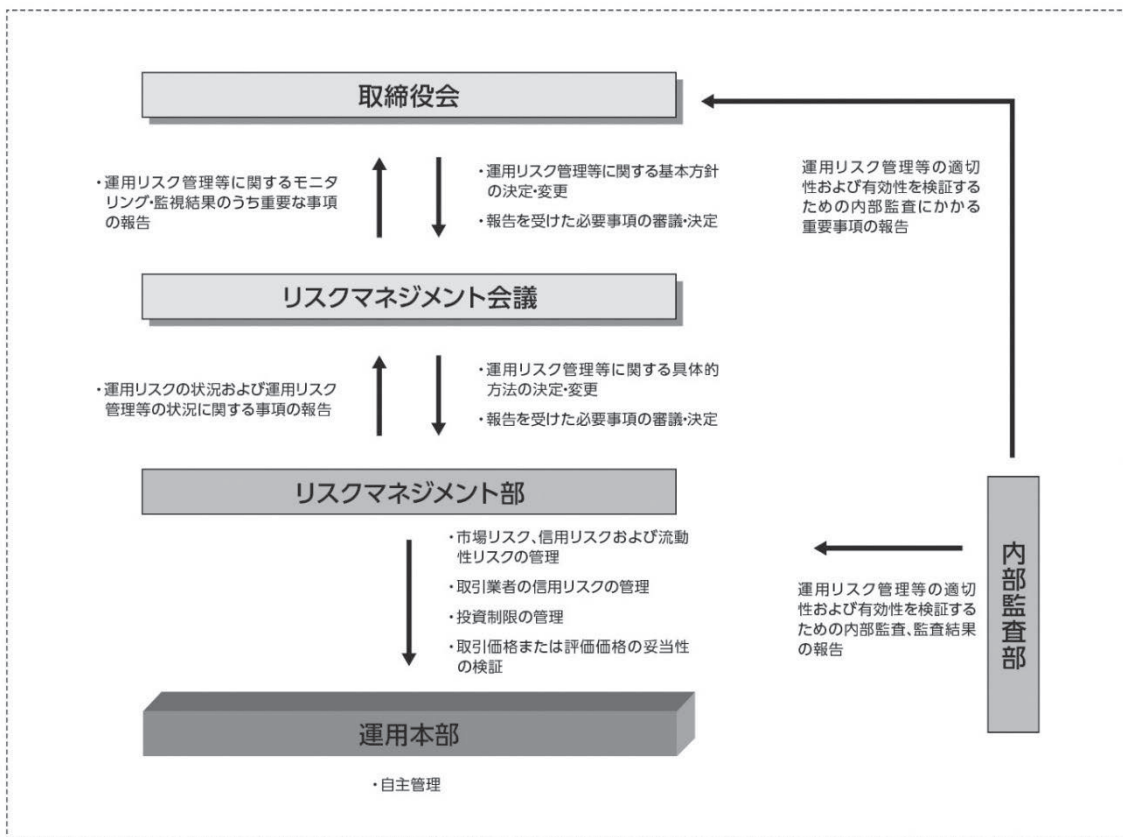 取締役会
・運用リスク管理等に関するモニタ
リング・監視結果のうち重要な事項
の報告
・運用リスク管理等に関する基本方針
の決定・変更
・報告を受けた必要事項の審議・決定
運用リスク管理等の適切
性および有効性を検証する
ための内部監査にかかる
重要事項の報告
リスクマネジメント会議
・運用リスクの状況および運用リスク
管理等の状況に関する事項の報告
・運用リスク管理等に関する具体的
方法の決定・変更
・報告を受けた必要事項の審議・決定
リスクマネジメント部
・市場リスク、信用リスクおよび流動
性リスクの管理
・取引業者の信用リスクの管理
・投資制限の管理
・取引価格または評価価格の妥当性
の検証
運用リスク管理等の適切
性および有効性を検証する
ための内部監査、監査結果
の報告
内部監査部
運用本部
・自主管理